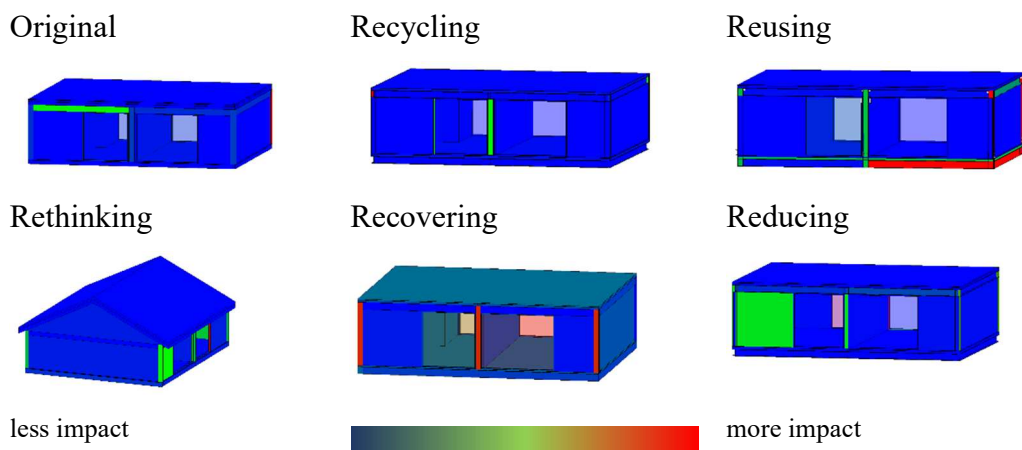 Original
Recycling
Reusing
Rethinking
Recovering
Reducing
less impact
more impact